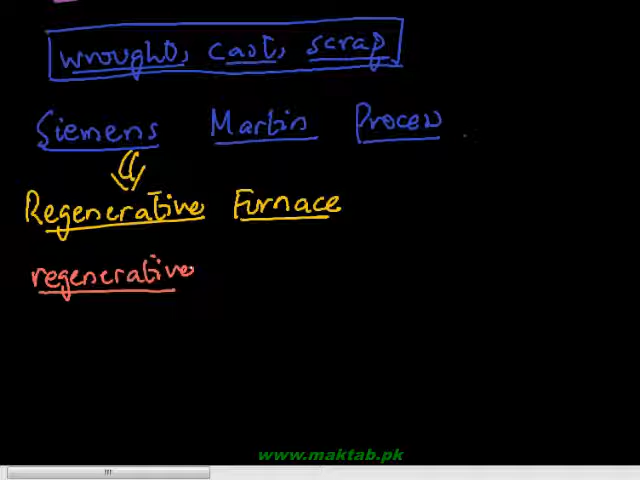 wrought, cast, scrap
Siemens Martin Process
Regenerative Furnace
regenerative
www.maktab.pk